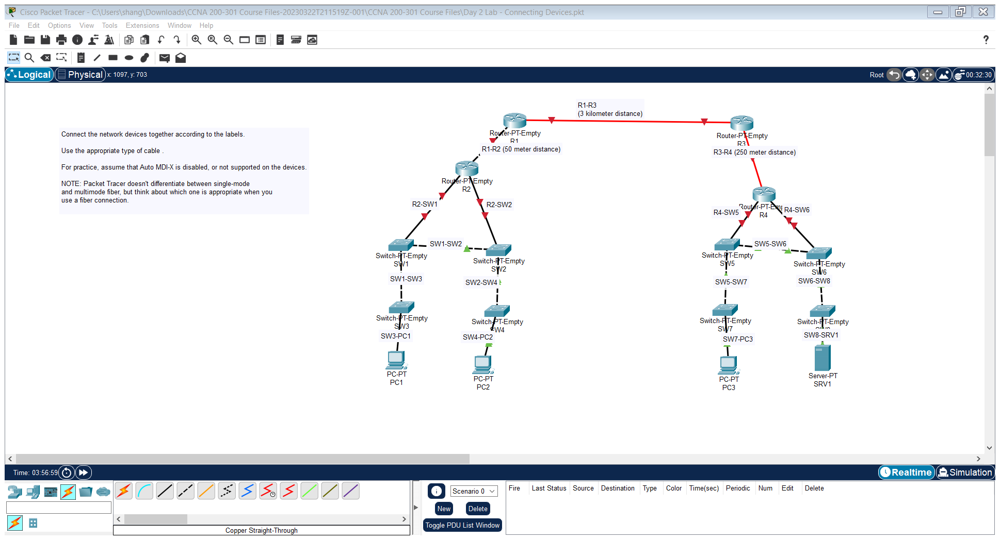 Cisco Packet Tracer - C:\Users\shang\Downloads\CCNA 200-301 Course Files-20230322T211519Z-001\CCNA 200-301 Course Files\Day 2 Lab - Connecting Devices.pkt
File Edit Options View Tools Extensions Window Help
?
Logical Physical x: 1097, y: 703
Root 00:32:30
R1-R3
(3 kilometer distance)
Router-PT-Empty
R1
Router-PT-Empty
R3
Connect the network devices together according to the labels.
Use the appropriate type of cable .
For practice, assume that Auto MDI-X is disabled, or not supported on the devices.
NOTE: Packet Tracer doesn't differentiate between single-mode
and multimode fiber, but think about which one is appropriate when you
use a fiber connection.
R1-R2 (50 meter distance)
R3-R4 (250 meter distance)
Router-PT-Empty
R2
R2-SW1
R2-SW2
Router-PT-Em
R4
R4-SW5
R4-SW6
SW1-SW2
SW5-SW6
Switch-PT-Empty
SW1
Switch-PT-Empty
SW2
Switch-PT-Empty
SW5
Switch-PT-Empty
SW6
SW1-SW3
SW2-SW4
SW5-SW7
SW6-SW8
Switch-PT-Empty
SW3
Switch-PT-Empty
SW4
Switch-PT-Empty
SW7
Switch-PT-Empty
SW3-PC1
SW4-PC2
SW7-PC3
SW8-SRV1
PC-PT
PC1
PC-PT
PC2
PC-PT
PC3
Server-PT
SRV1
Time: 03:56:59
Realtime Simulation
Scenario 0
New Delete
Toggle PDU List Window
Fire Last Status Source Destination Type Color Time(sec) Periodic Num Edit Delete
Copper Straight-Through